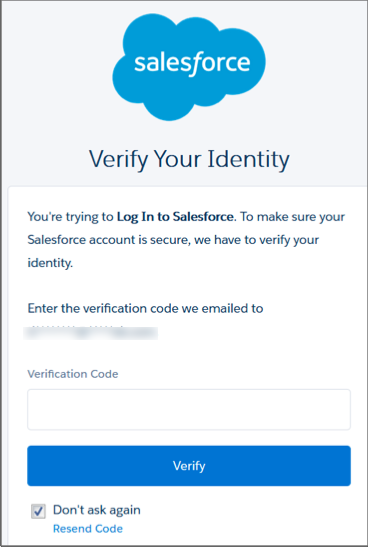 salesforce
Verify Your Identity
You're trying to Log In to Salesforce. To make sure your
Salesforce account is secure, we have to verify your
identity.
Enter the verification code we emailed to
Verification Code
Verify
Don't ask again
Resend Code